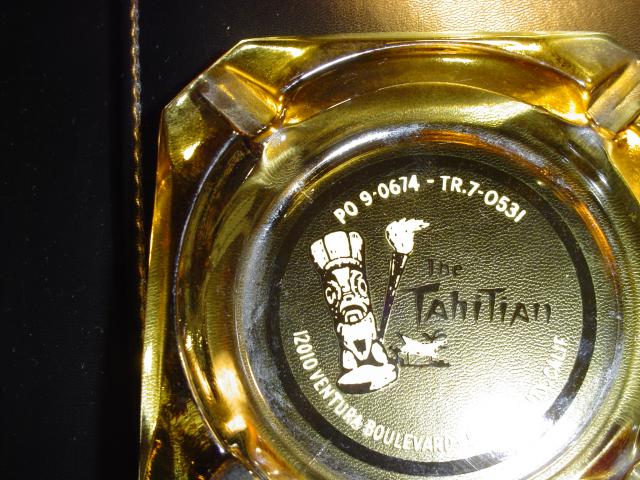 PO 9-0674 - TR.7-0531
The
Tahitian
12010 VENTURA BOULEVARD CALIF.